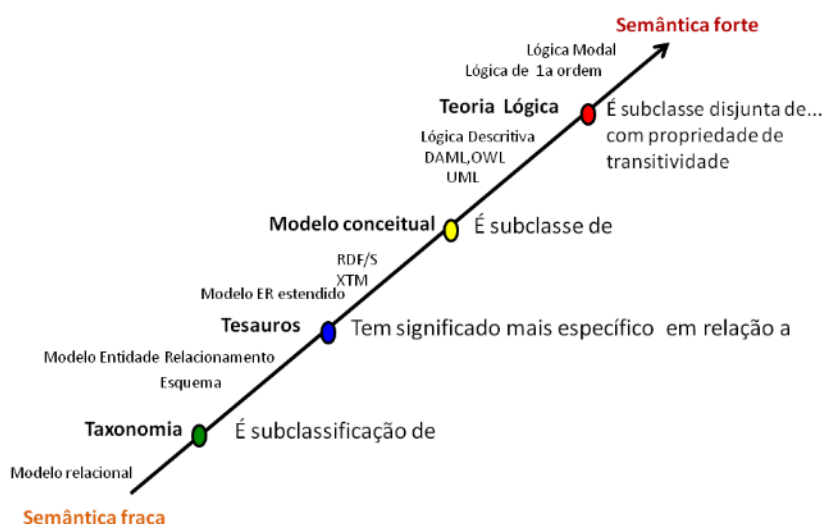 Semântica forte
Lógica Modal
Lógica de 1a ordem
Teoria Lógica
É subclasse disjunta de...
com propriedade de
transitividade
Lógica Descritiva
DAML,OWL
UML
Modelo conceitual
É subclasse de
RDF/S
XTM
Modelo ER estendido
Tesauros
Tem significado mais específico em relação a
Modelo Entidade Relacionamento
Esquema
Taxonomia
É subclassificação de
Modelo relacional
Semântica fraca